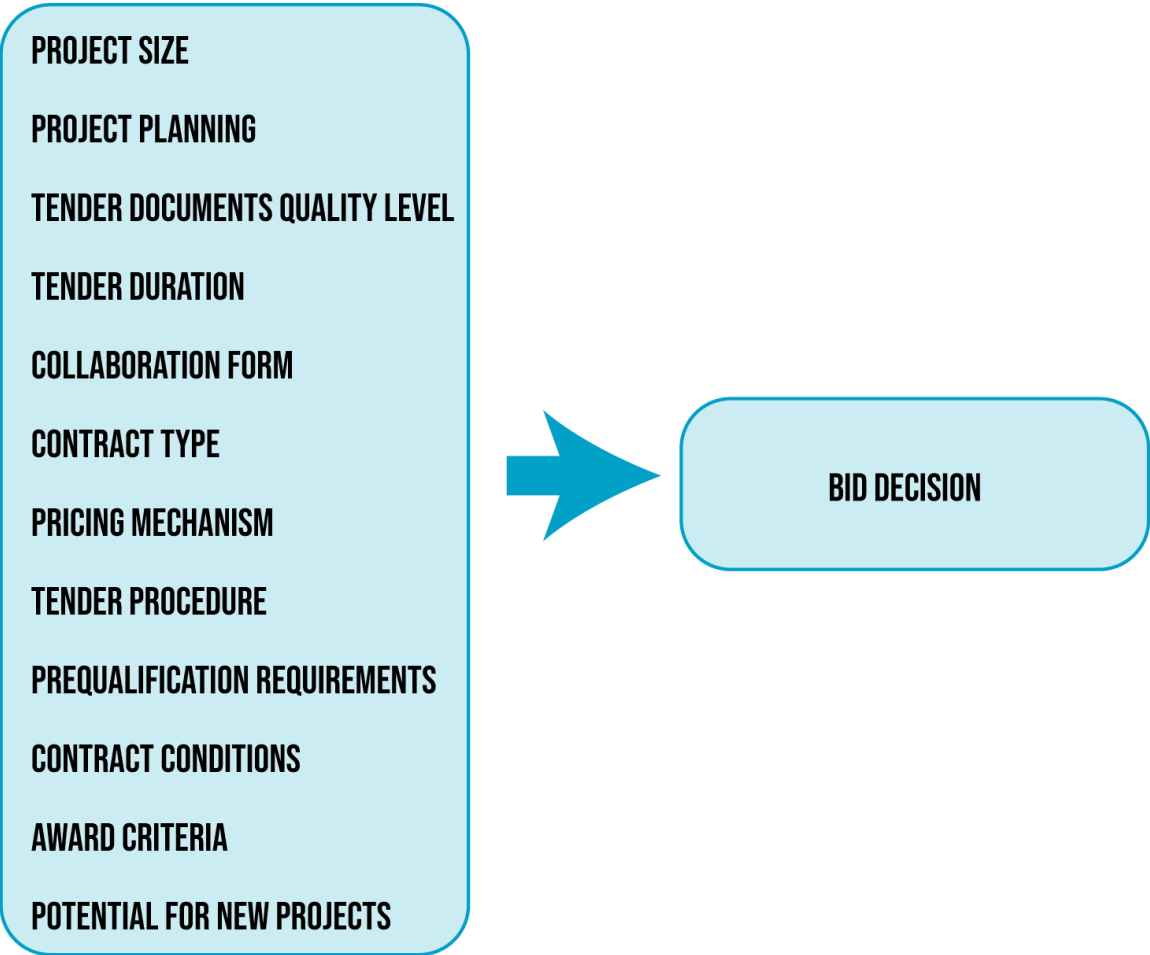 PROJECT SIZE
PROJECT PLANNING
TENDER DOCUMENTS QUALITY LEVEL
TENDER DURATION
COLLABORATION FORM
CONTRACT TYPE
PRICING MECHANISM
TENDER PROCEDURE
PREQUALIFICATION REQUIREMENTS
CONTRACT CONDITIONS
AWARD CRITERIA
POTENTIAL FOR NEW PROJECTS
BID DECISION